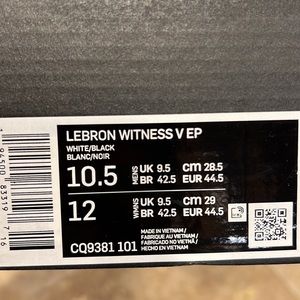 LEBRON WITNESS V EP
WHITE/BLACK
BLANC/NOIR
10.5 MENS UK 9.5 CM 28.5
BR 42.5 EUR 44.5
12 WMNS UK 9.5 CM 29
BR 42.5 EUR 44.5
CQ9381 101
MADE IN VIETNAM /
FABRIQUÉ AU VIETNAM /
FABRICADO NO VIETNÃ /
HECHO EN VIETNAM